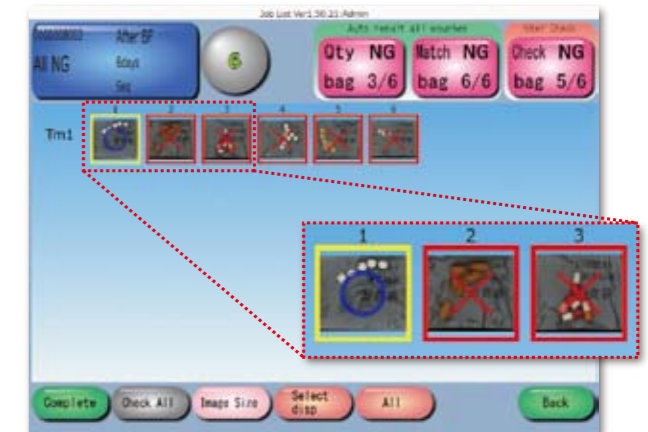 Job List Ver1.50.21:Admin
After BF
All NG
6days
6
Auto result all sources
Qty NG
bag 3/6
Match NG
bag 6/6
User Check
Check NG
bag 5/6
1 2 3 4 5 6
Tm1
1 2 3
Complete
Check All
Image Size
Select disp
All
Back